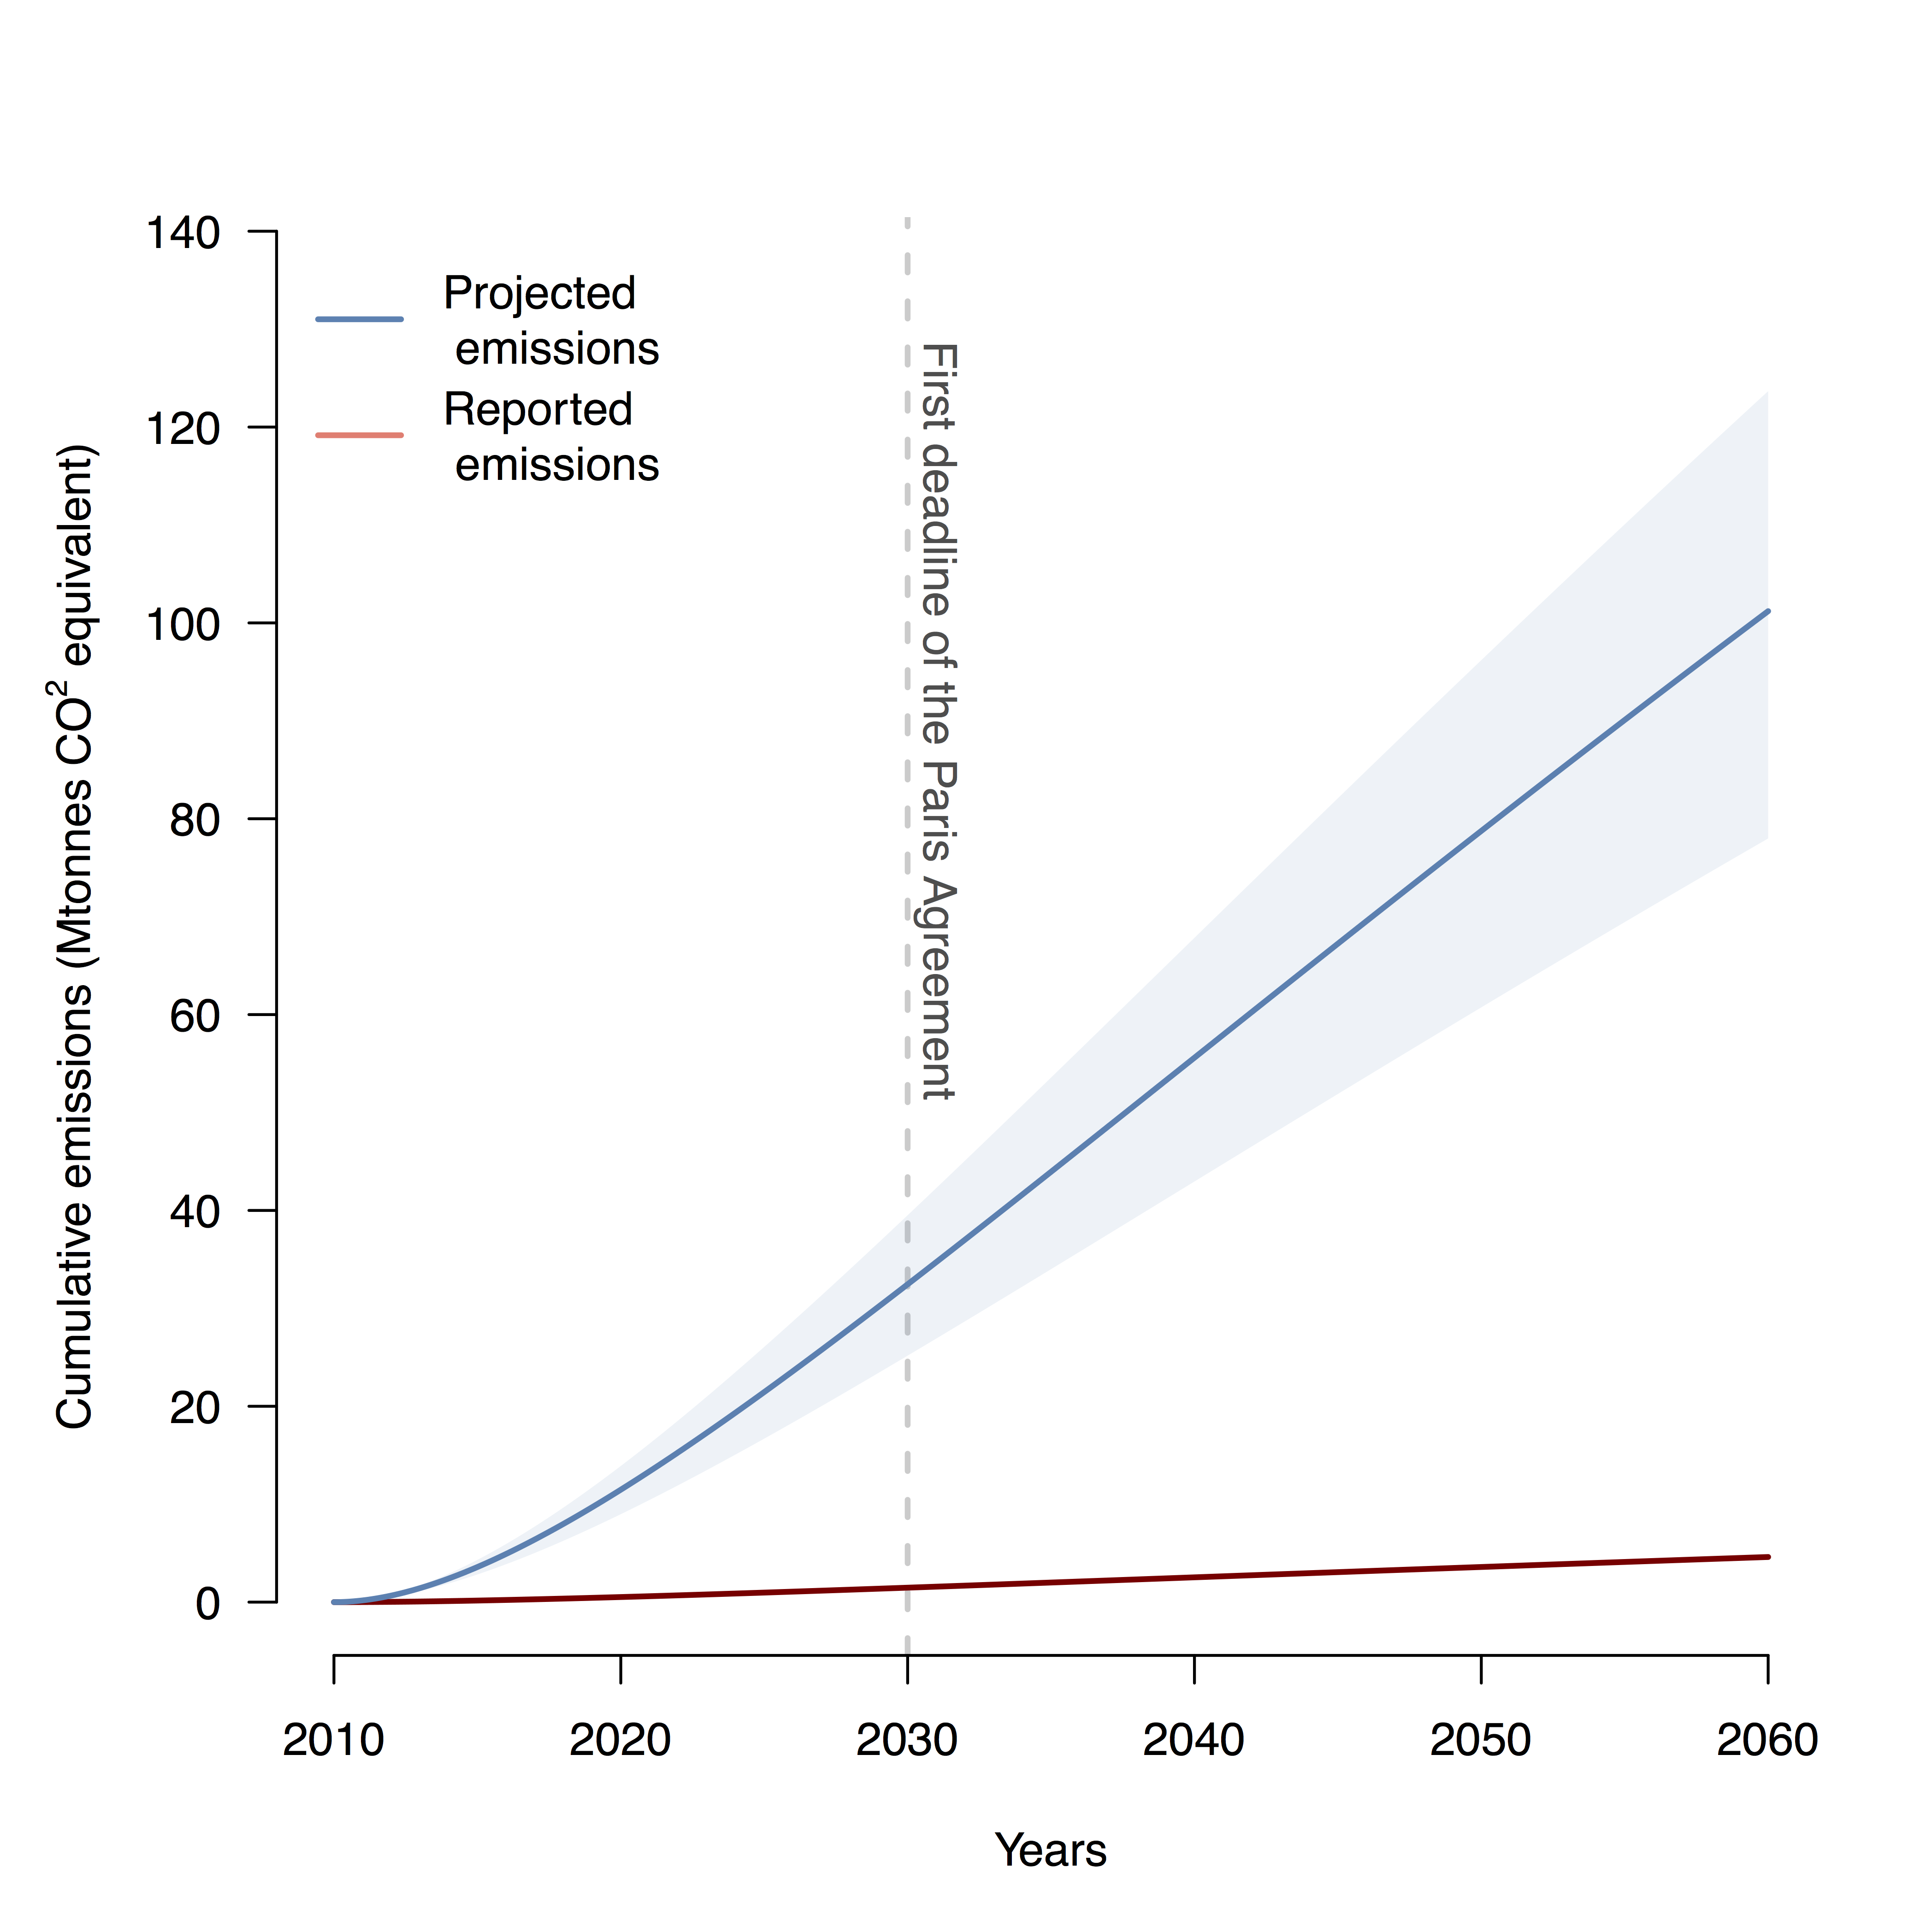 140
120
100
80
60
40
20
0
Cumulative emissions (Mtonnes CO² equivalent)
Projected
emissions
Reported
emissions
First deadline of the Paris Agreement
2010 2020 2030 2040 2050 2060
Years